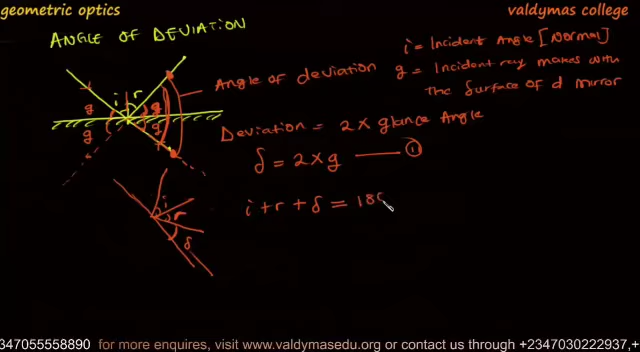 geometric optics
valdymas college
ANGLE OF DEVIATION
i = Incident Angle [Normal]
g = Incident ray makes with
the surface of d mirror
Angle of deviation
i r
g g
g g
Deviation = 2 x glance Angle
δ = 2 x g ——— ①
i + r + δ = 18
i
r
δ
347055558890 for more enquires, visit www.valdymasedu.org or contact us through +2347030222937,+